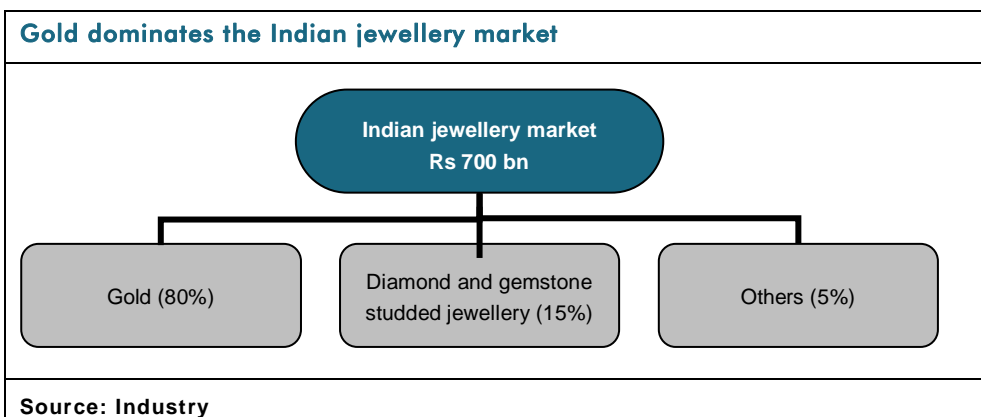 Gold dominates the Indian jewellery market
Indian jewellery market
Rs 700 bn
Gold (80%)
Diamond and gemstone
studded jewellery (15%)
Others (5%)
Source: Industry